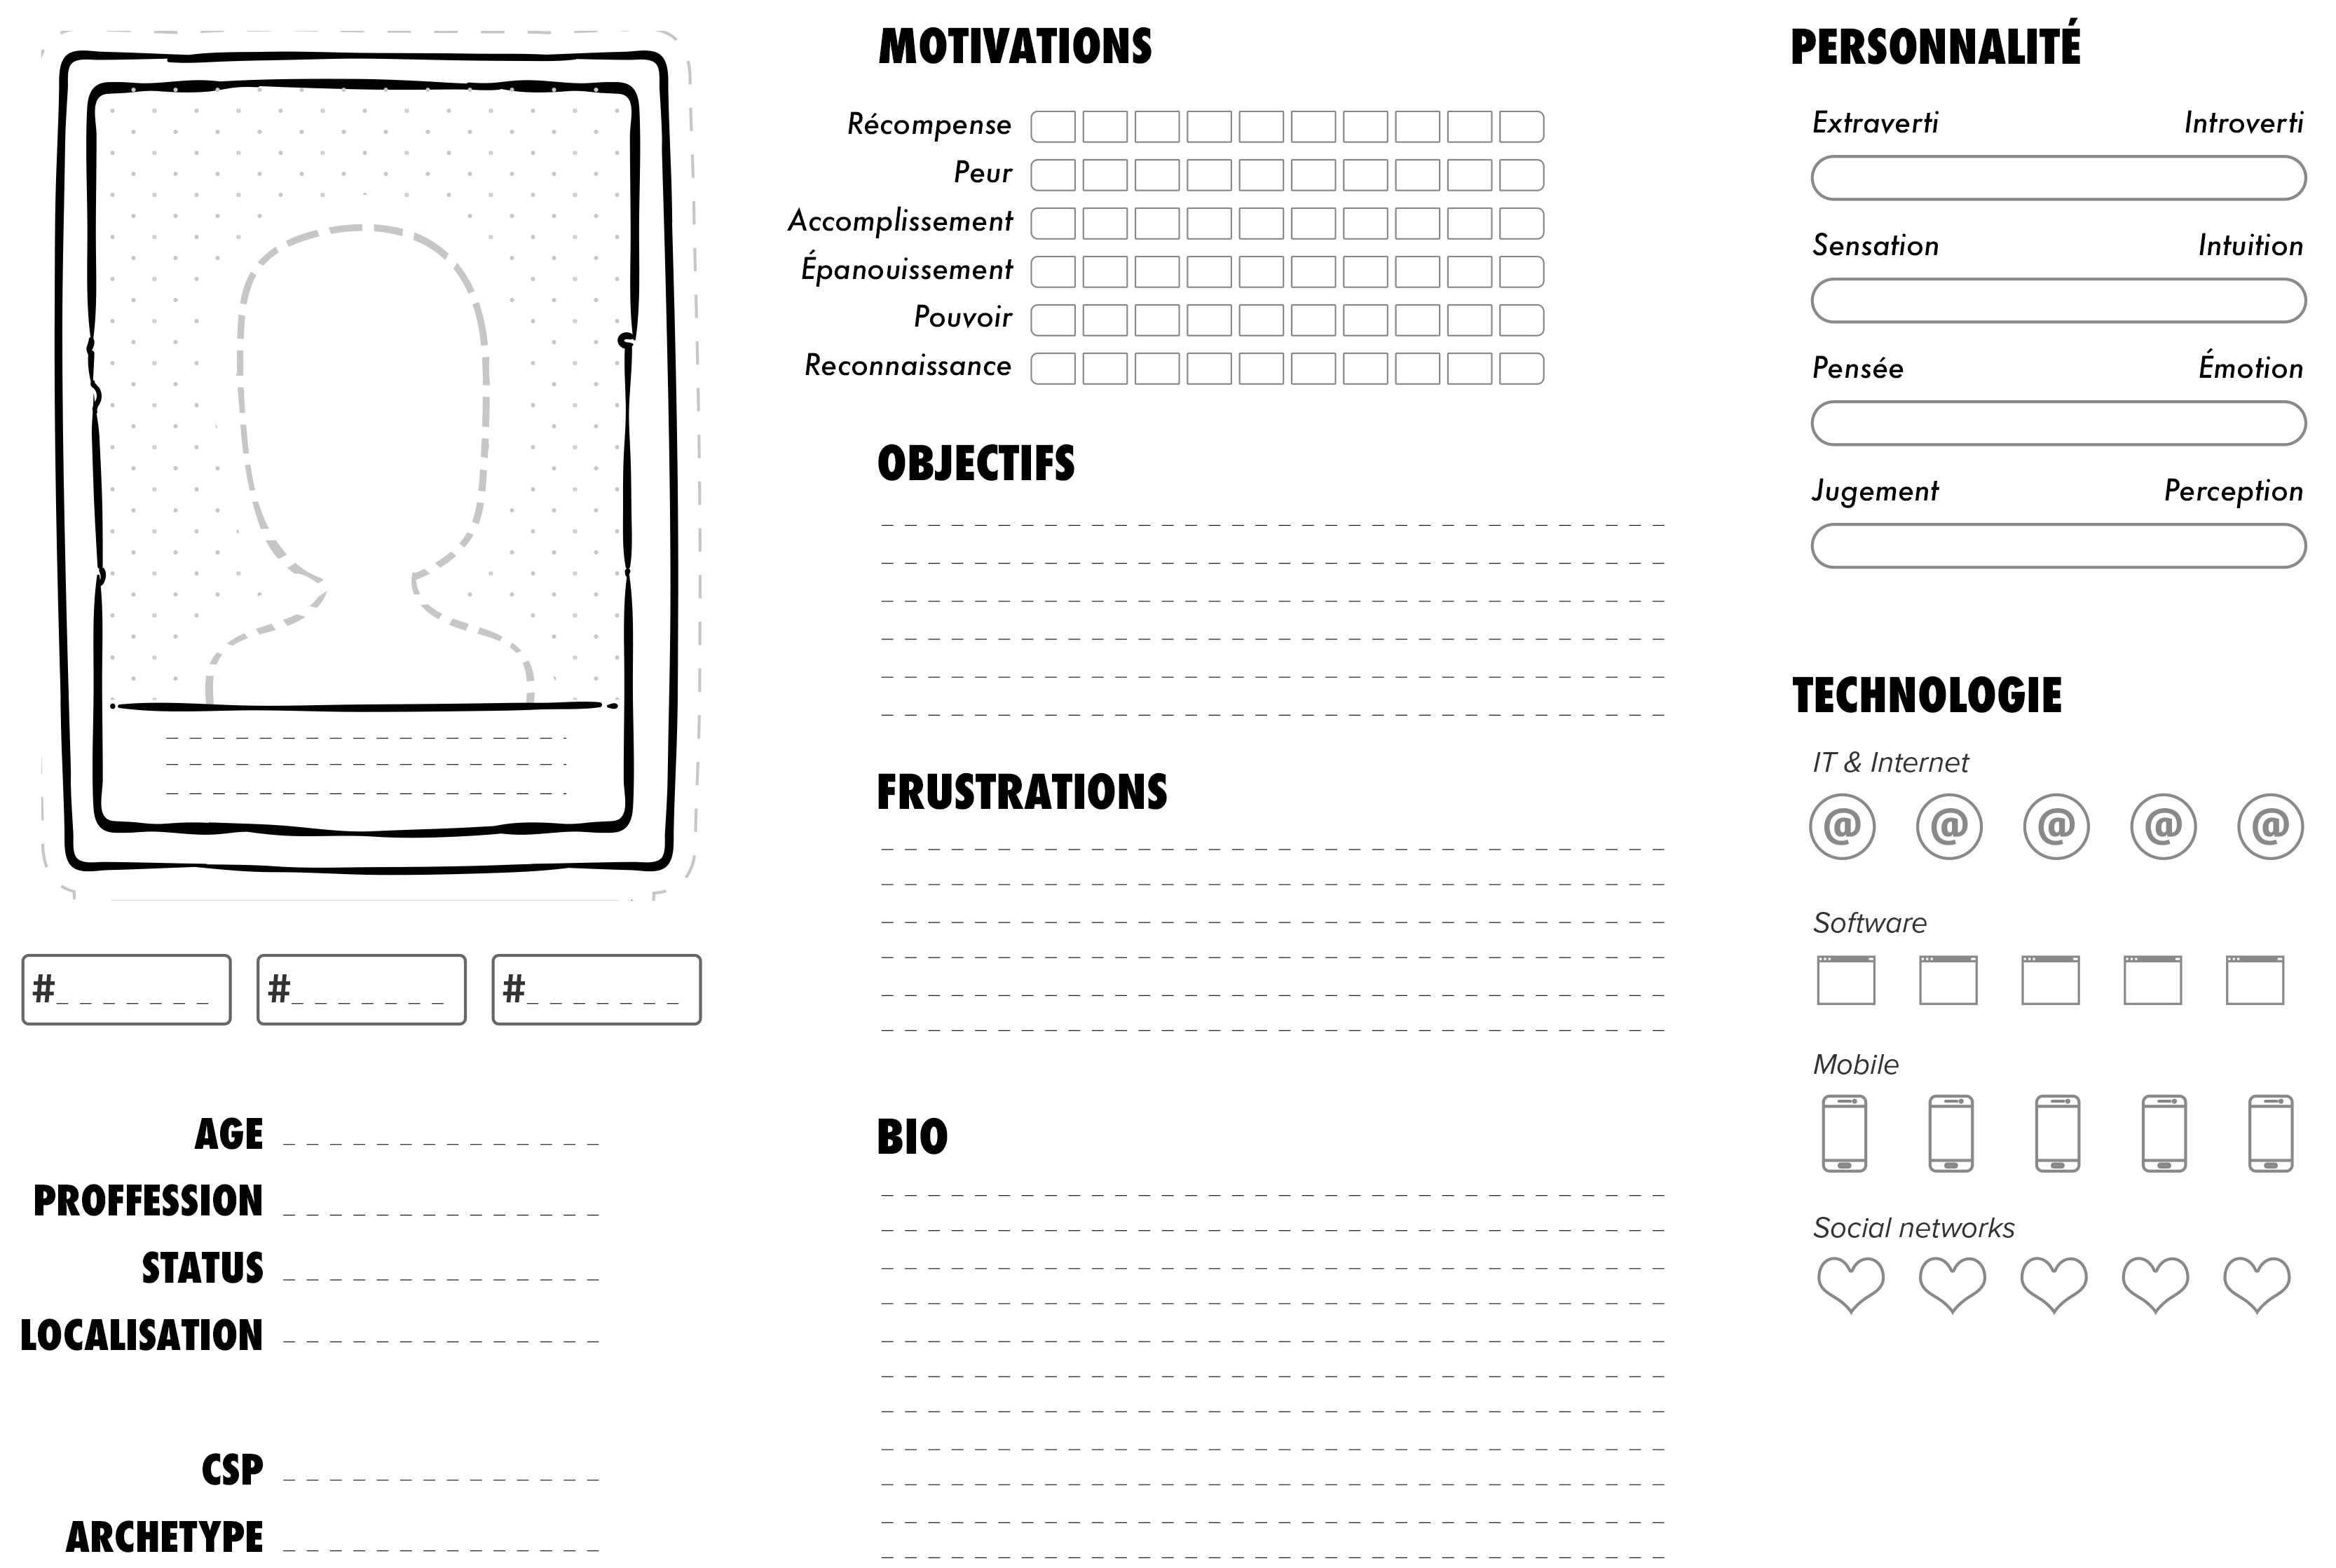 #_ _ _ _ _ _ _
#_ _ _ _ _ _ _
#_ _ _ _ _ _ _
AGE
PROFFESSION
STATUS
LOCALISATION
CSP
ARCHETYPE
MOTIVATIONS
Récompense
Peur
Accomplissement
Épanouissement
Pouvoir
Reconnaissance
OBJECTIFS
FRUSTRATIONS
BIO
PERSONNALITÉ
Extraverti Introverti
Sensation Intuition
Pensée Émotion
Jugement Perception
TECHNOLOGIE
IT & Internet
@ @ @ @ @
Software
Mobile
Social networks